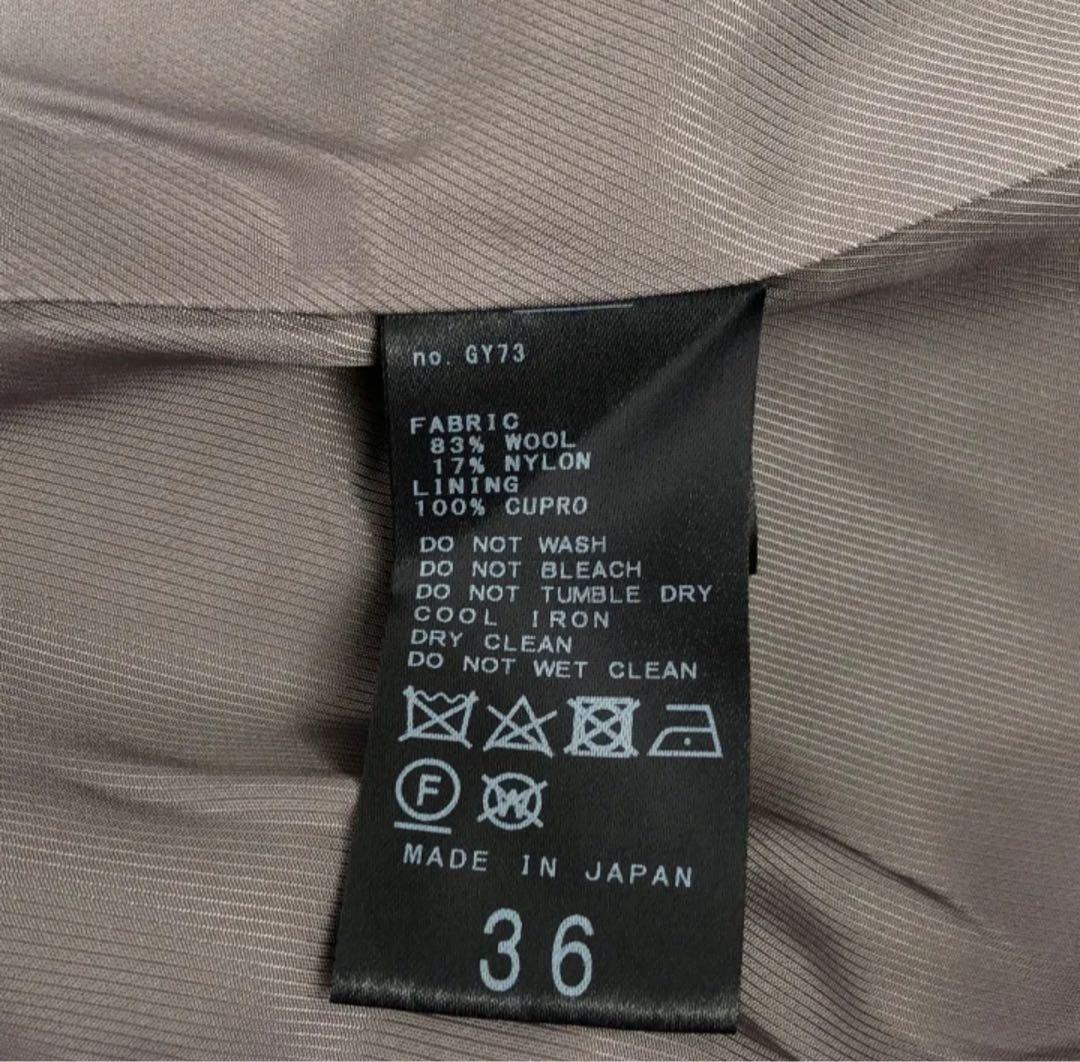 no. GY73
FABRIC
83% WOOL
17% NYLON
LINING
100% CUPRO
DO NOT WASH
DO NOT BLEACH
DO NOT TUMBLE DRY
COOL IRON
DRY CLEAN
DO NOT WET CLEAN
F W
MADE IN JAPAN
36